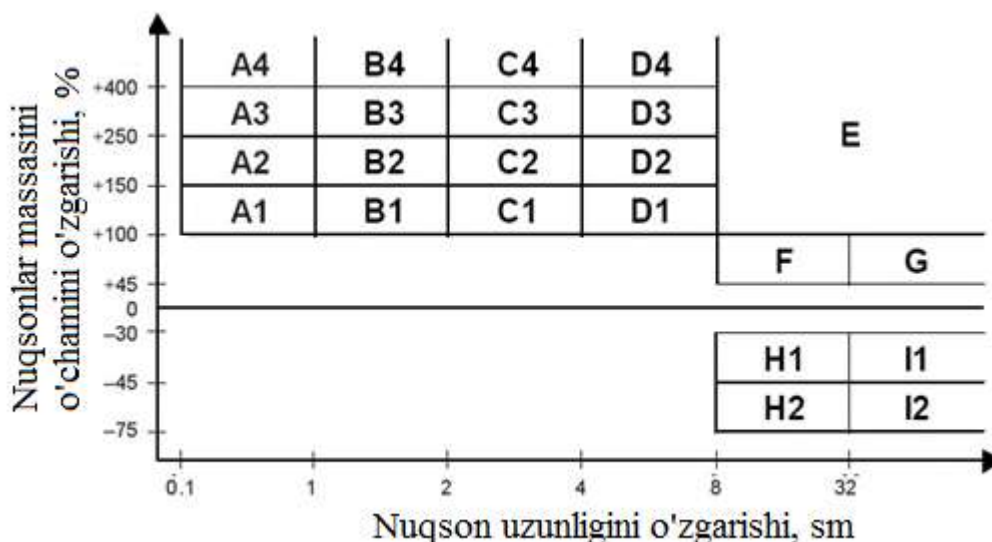 Nuqsonlar massasini
o'chamini o'zgarishi, %
A4 B4 C4 D4
+400
A3 B3 C3 D3
E
+250
A2 B2 C2 D2
+150
A1 B1 C1 D1
+100
F G
+45
0
–30
H1 I1
–45
H2 I2
–75
0.1 1 2 4 8 32
Nuqson uzunligini o'zgarishi, sm